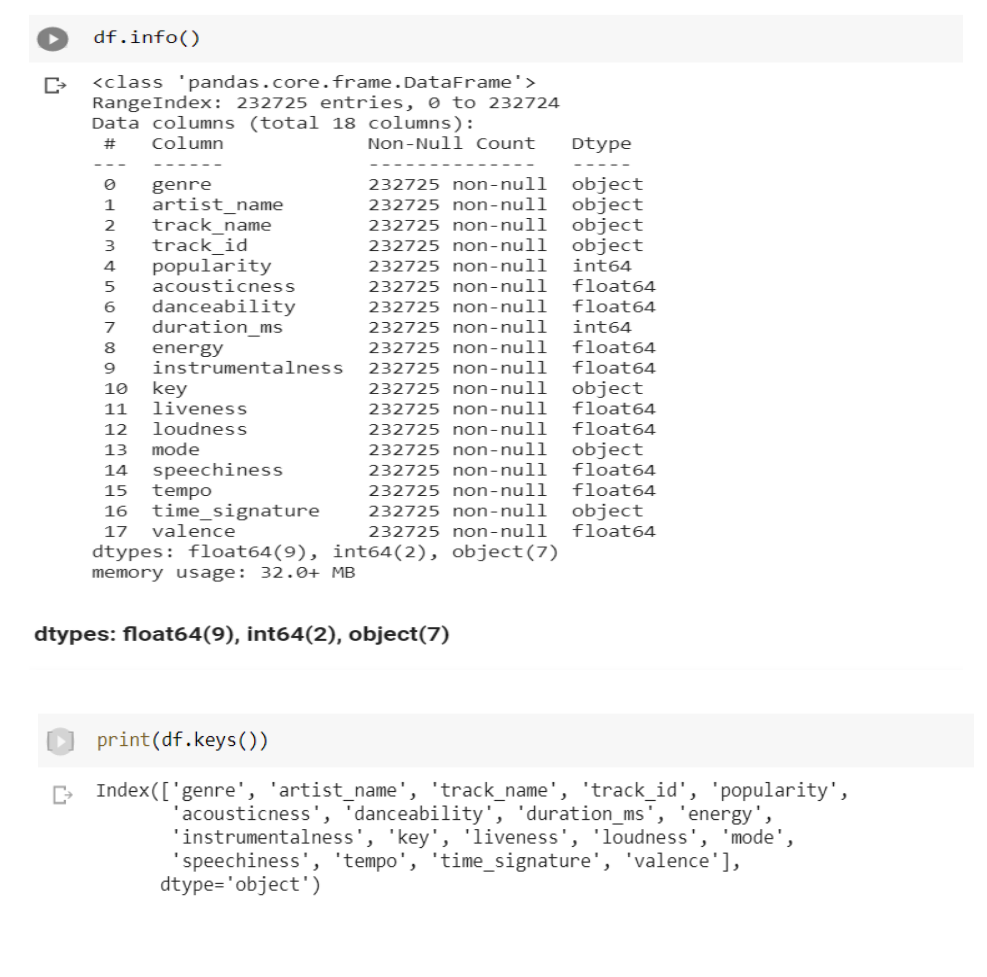 df.info()
<class 'pandas.core.frame.DataFrame'>
RangeIndex: 232725 entries, 0 to 232724
Data columns (total 18 columns):
 #   Column            Non-Null Count   Dtype
---  ------            --------------   -----
 0   genre             232725 non-null  object
 1   artist_name       232725 non-null  object
 2   track_name        232725 non-null  object
 3   track_id          232725 non-null  object
 4   popularity        232725 non-null  int64
 5   acousticness      232725 non-null  float64
 6   danceability      232725 non-null  float64
 7   duration_ms       232725 non-null  int64
 8   energy            232725 non-null  float64
 9   instrumentalness  232725 non-null  float64
 10  key               232725 non-null  object
 11  liveness          232725 non-null  float64
 12  loudness          232725 non-null  float64
 13  mode              232725 non-null  object
 14  speechiness       232725 non-null  float64
 15  tempo             232725 non-null  float64
 16  time_signature    232725 non-null  object
 17  valence           232725 non-null  float64
dtypes: float64(9), int64(2), object(7)
memory usage: 32.0+ MB
dtypes: float64(9), int64(2), object(7)
print(df.keys())
Index(['genre', 'artist_name', 'track_name', 'track_id', 'popularity',
       'acousticness', 'danceability', 'duration_ms', 'energy',
       'instrumentalness', 'key', 'liveness', 'loudness', 'mode',
       'speechiness', 'tempo', 'time_signature', 'valence'],
      dtype='object')